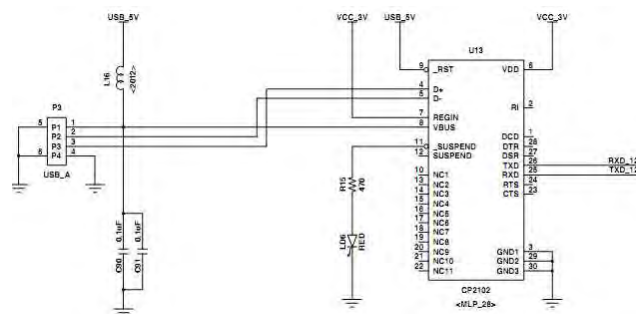 USB_5V
VCC_3V
USB_5V
VCC_3V
U13
L16
<2012>
P3
P1
P2
P3
P4
USB_A
5
6
1
2
3
4
9
4
5
7
8
11
12
10
13
14
15
16
17
18
19
20
21
22
_RST
D+
D-
REGIN
VBUS
_SUSPEND
SUSPEND
NC1
NC2
NC3
NC4
NC5
NC6
NC7
NC8
NC9
NC10
NC11
VDD
RI
DCD
DTR
DSR
TXD
RXD
RTS
CTS
GND1
GND2
GND3
6
2
1
28
27
26
25
24
23
3
29
30
RXD_12
TXD_12
R15
470
LD6
RED
0.1uF
0.1uF
C90
C91
CP2102
<MLP_28>